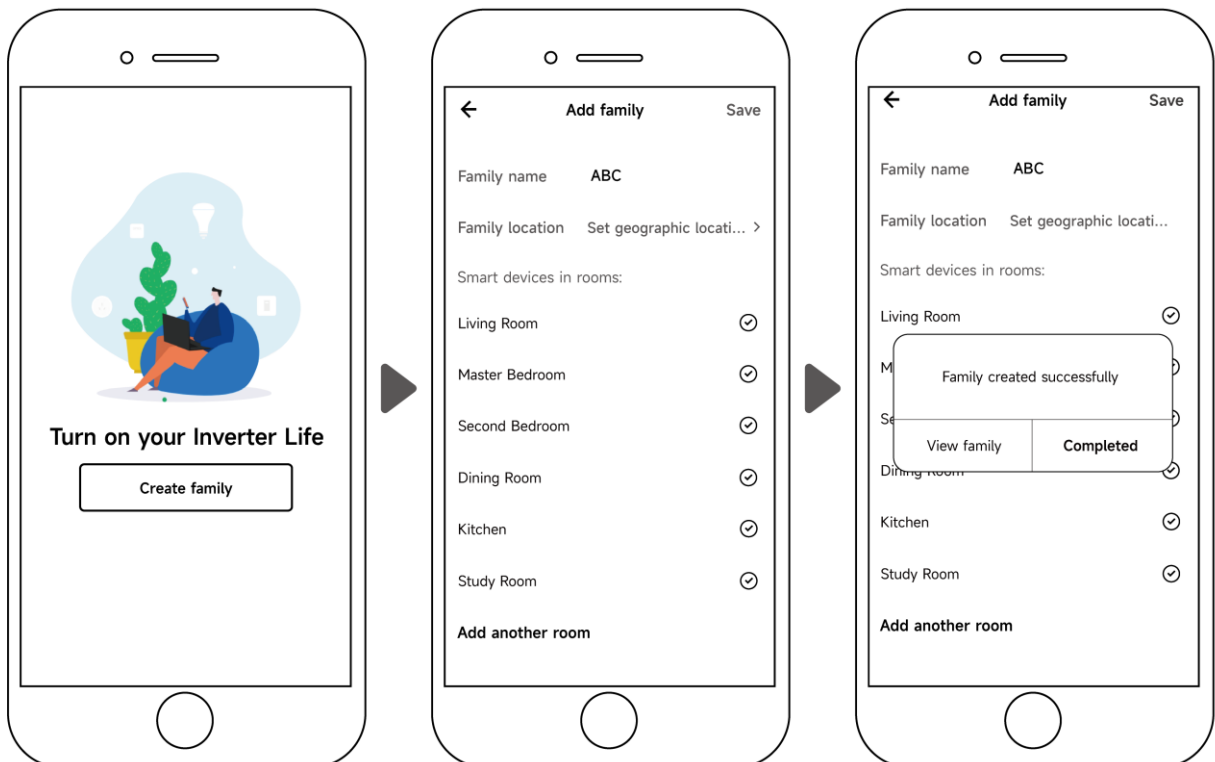 Turn on your Inverter Life
Create family
Add family
Save
Family name ABC
Family location Set geographic locati...
Smart devices in rooms:
Living Room
Master Bedroom
Second Bedroom
Dining Room
Kitchen
Study Room
Add another room
Add family
Save
Family name ABC
Family location Set geographic locati...
Smart devices in rooms:
Living Room
M
Family created successfully
Se
View family
Completed
Dining Room
Kitchen
Study Room
Add another room